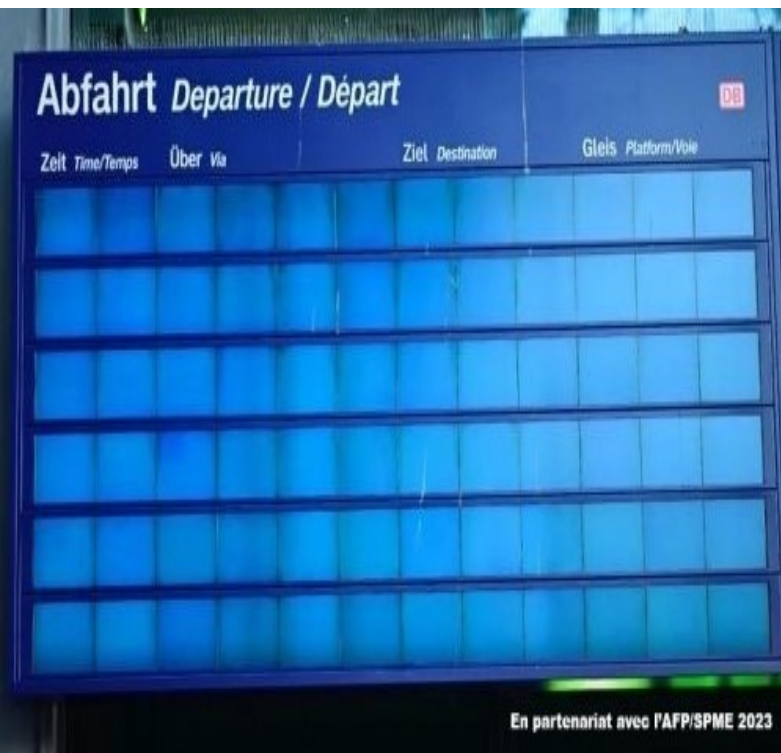 Abfahrt Departure / Départ
DB
Zeit Time/Temps Über Via Ziel Destination Gleis Platform/Voie
En partenariat avec l'AFP/SPME 2023